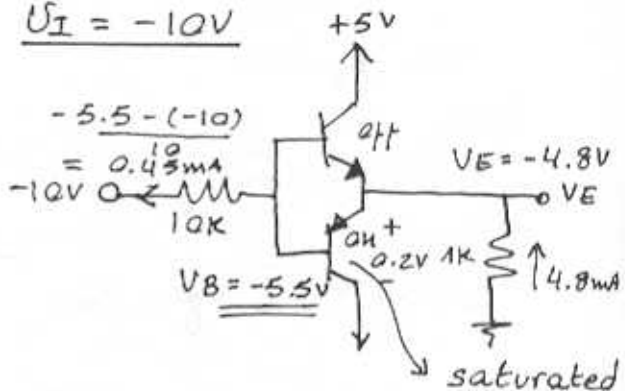 U_I = -10V
+5V
-5.5-(-10)
10
= 0.45mA
-10V
10K
off
VE = -4.8V
VE
on +
0.2V
-
1K
4.8mA
VB = -5.5V
saturated